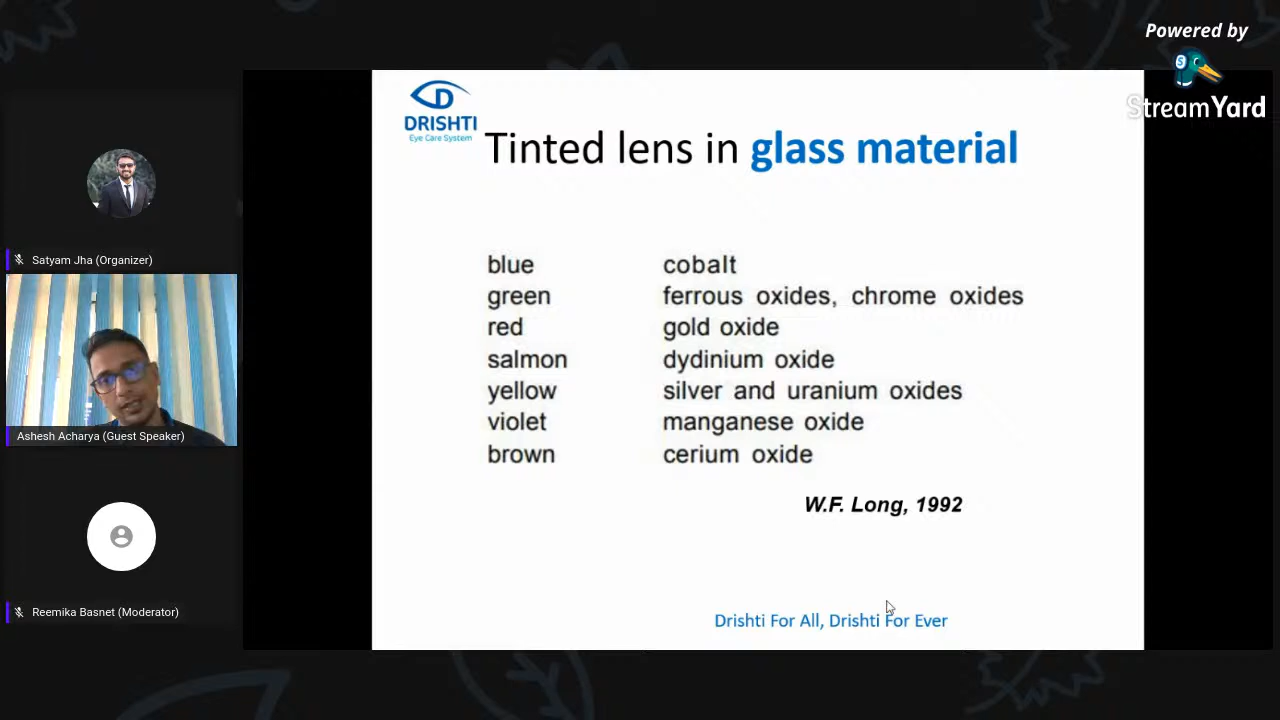 Powered by
StreamYard
DRISHTI
Eye Care System
Tinted lens in glass material
blue cobalt
green ferrous oxides, chrome oxides
red gold oxide
salmon dydinium oxide
yellow silver and uranium oxides
violet manganese oxide
brown cerium oxide
W.F. Long, 1992
Drishti For All, Drishti For Ever
Satyam Jha (Organizer)
Ashesh Acharya (Guest Speaker)
Reemika Basnet (Moderator)